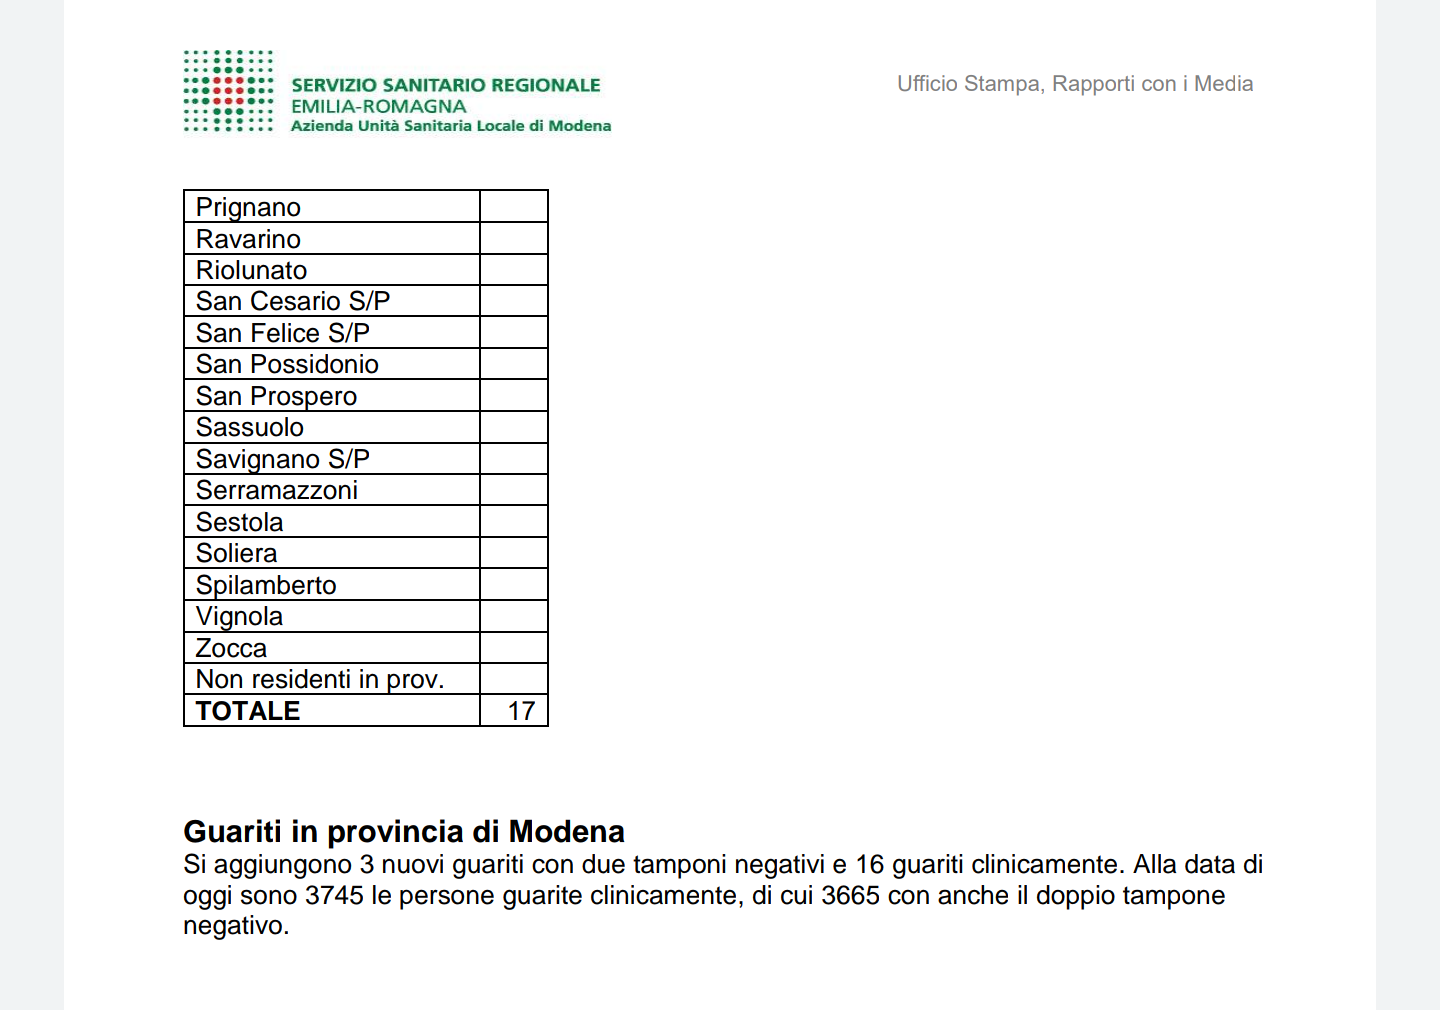 SERVIZIO SANITARIO REGIONALE
EMILIA-ROMAGNA
Azienda Unità Sanitaria Locale di Modena
Ufficio Stampa, Rapporti con i Media
Prignano
Ravarino
Riolunato
San Cesario S/P
San Felice S/P
San Possidonio
San Prospero
Sassuolo
Savignano S/P
Serramazzoni
Sestola
Soliera
Spilamberto
Vignola
Zocca
Non residenti in prov.
TOTALE 17
Guariti in provincia di Modena
Si aggiungono 3 nuovi guariti con due tamponi negativi e 16 guariti clinicamente. Alla data di
oggi sono 3745 le persone guarite clinicamente, di cui 3665 con anche il doppio tampone
negativo.